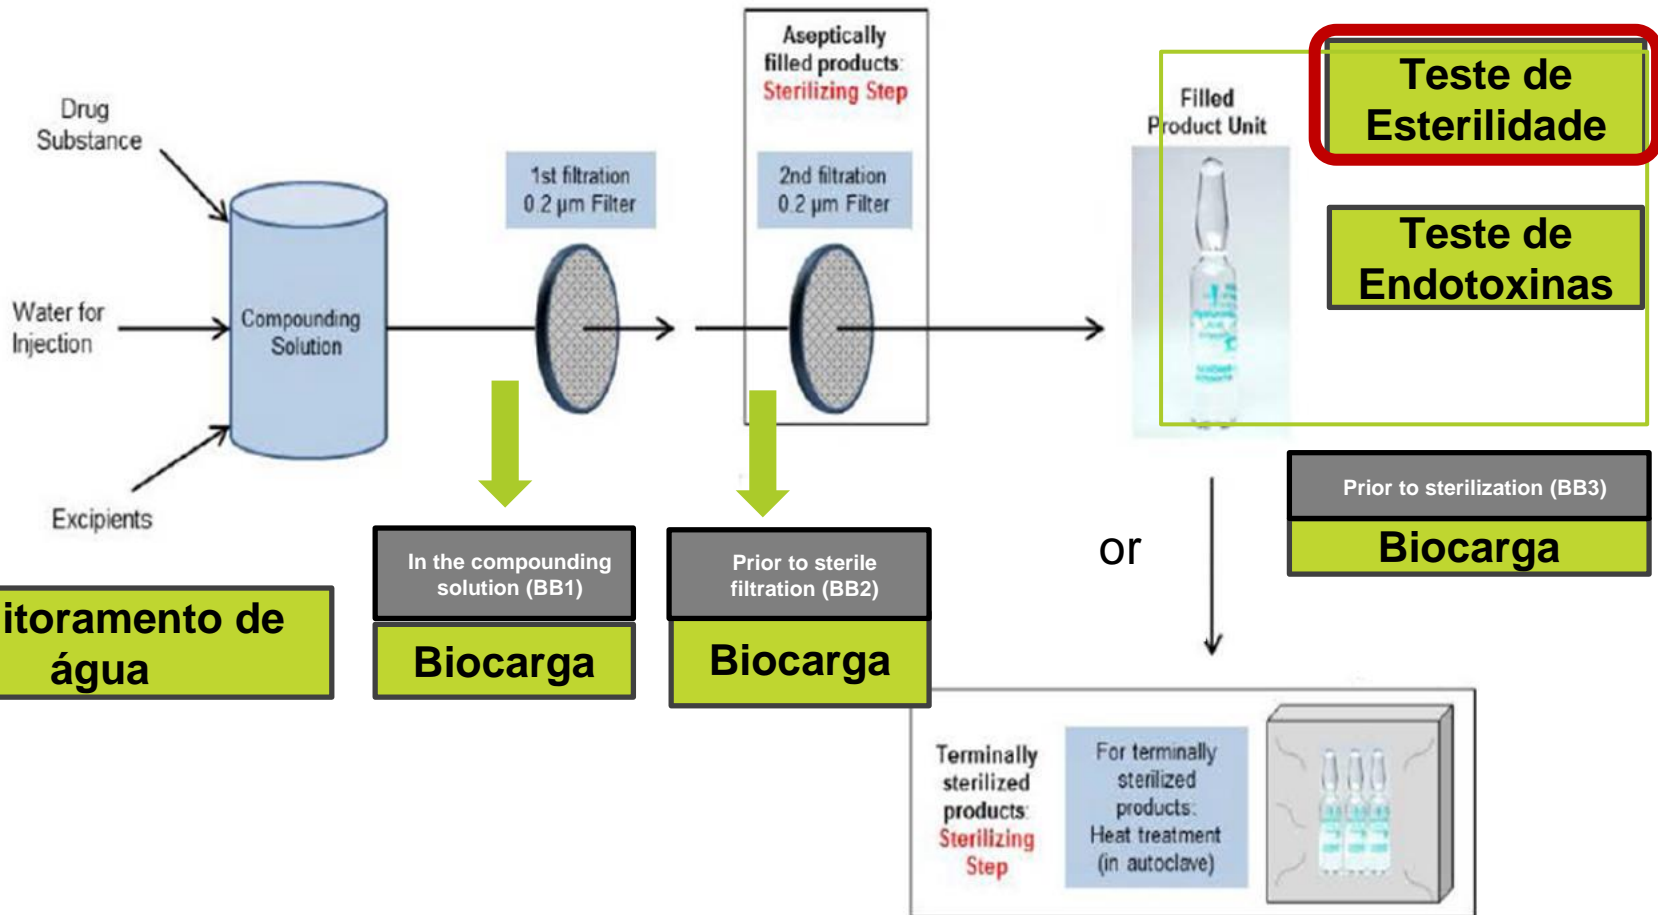 Aseptically
filled products:
Sterilizing Step
Teste de
Esterilidade
Filled
Product Unit
Drug
Substance
1st filtration
0.2 µm Filter
2nd filtration
0.2 µm Filter
Teste de
Endotoxinas
Water for
Injection
Compounding
Solution
Excipients
Prior to sterilization (BB3)
Biocarga
or
In the compounding
solution (BB1)
Biocarga
Prior to sterile
filtration (BB2)
Biocarga
itoramento de
água
Terminally
sterilized
products:
Sterilizing
Step
For terminally
sterilized
products:
Heat treatment
(in autoclave)